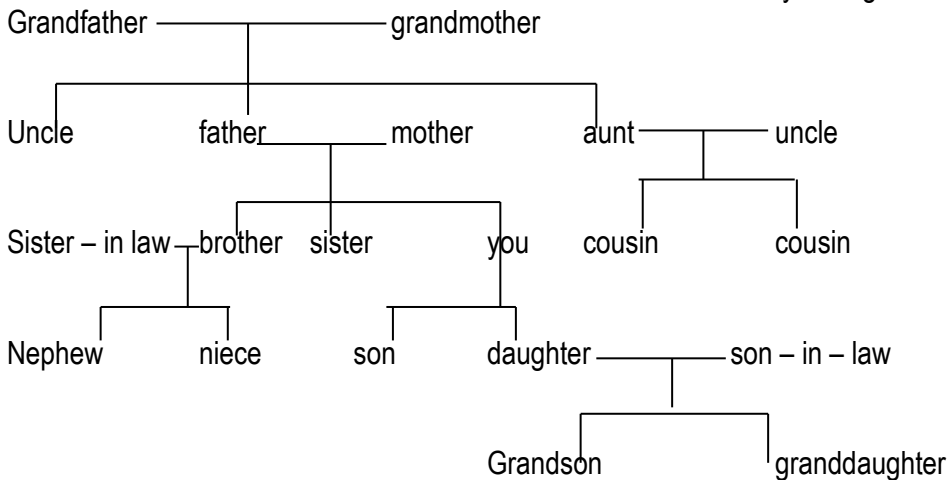 Grandfather grandmother
Uncle father mother aunt uncle
Sister – in law brother sister you cousin cousin
Nephew niece son daughter son – in – law
Grandson granddaughter